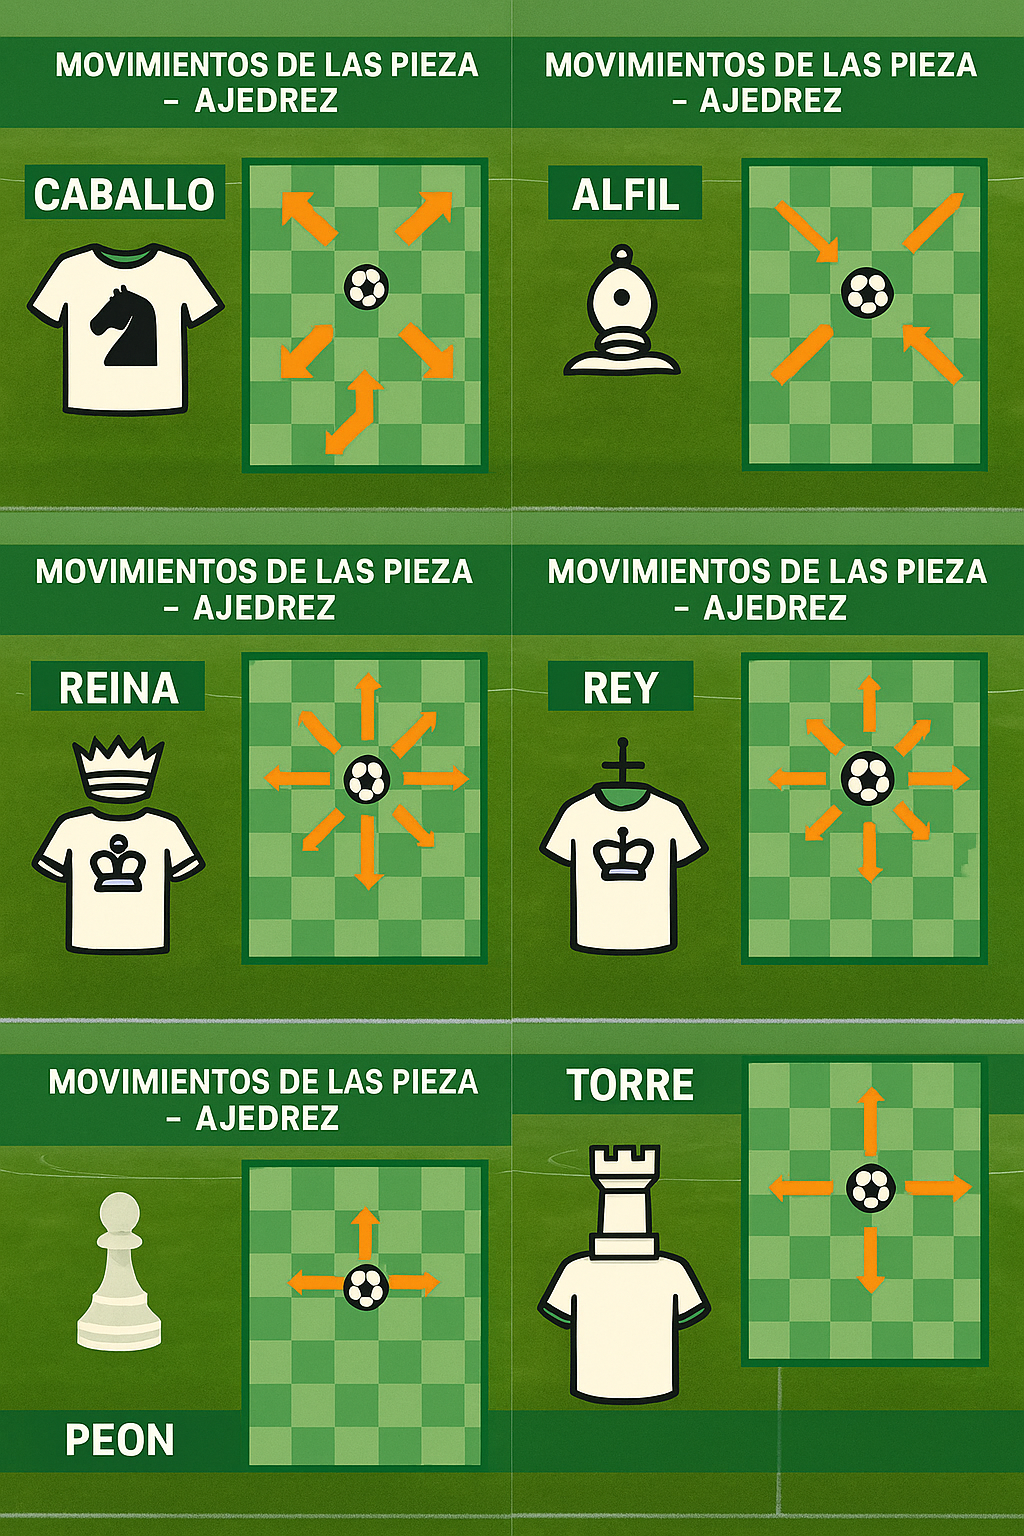 MOVIMIENTOS DE LAS PIEZA
– AJEDREZ
CABALLO
MOVIMIENTOS DE LAS PIEZA
– AJEDREZ
ALFIL
MOVIMIENTOS DE LAS PIEZA
– AJEDREZ
REINA
MOVIMIENTOS DE LAS PIEZA
– AJEDREZ
REY
MOVIMIENTOS DE LAS PIEZA
– AJEDREZ
PEON
TORRE